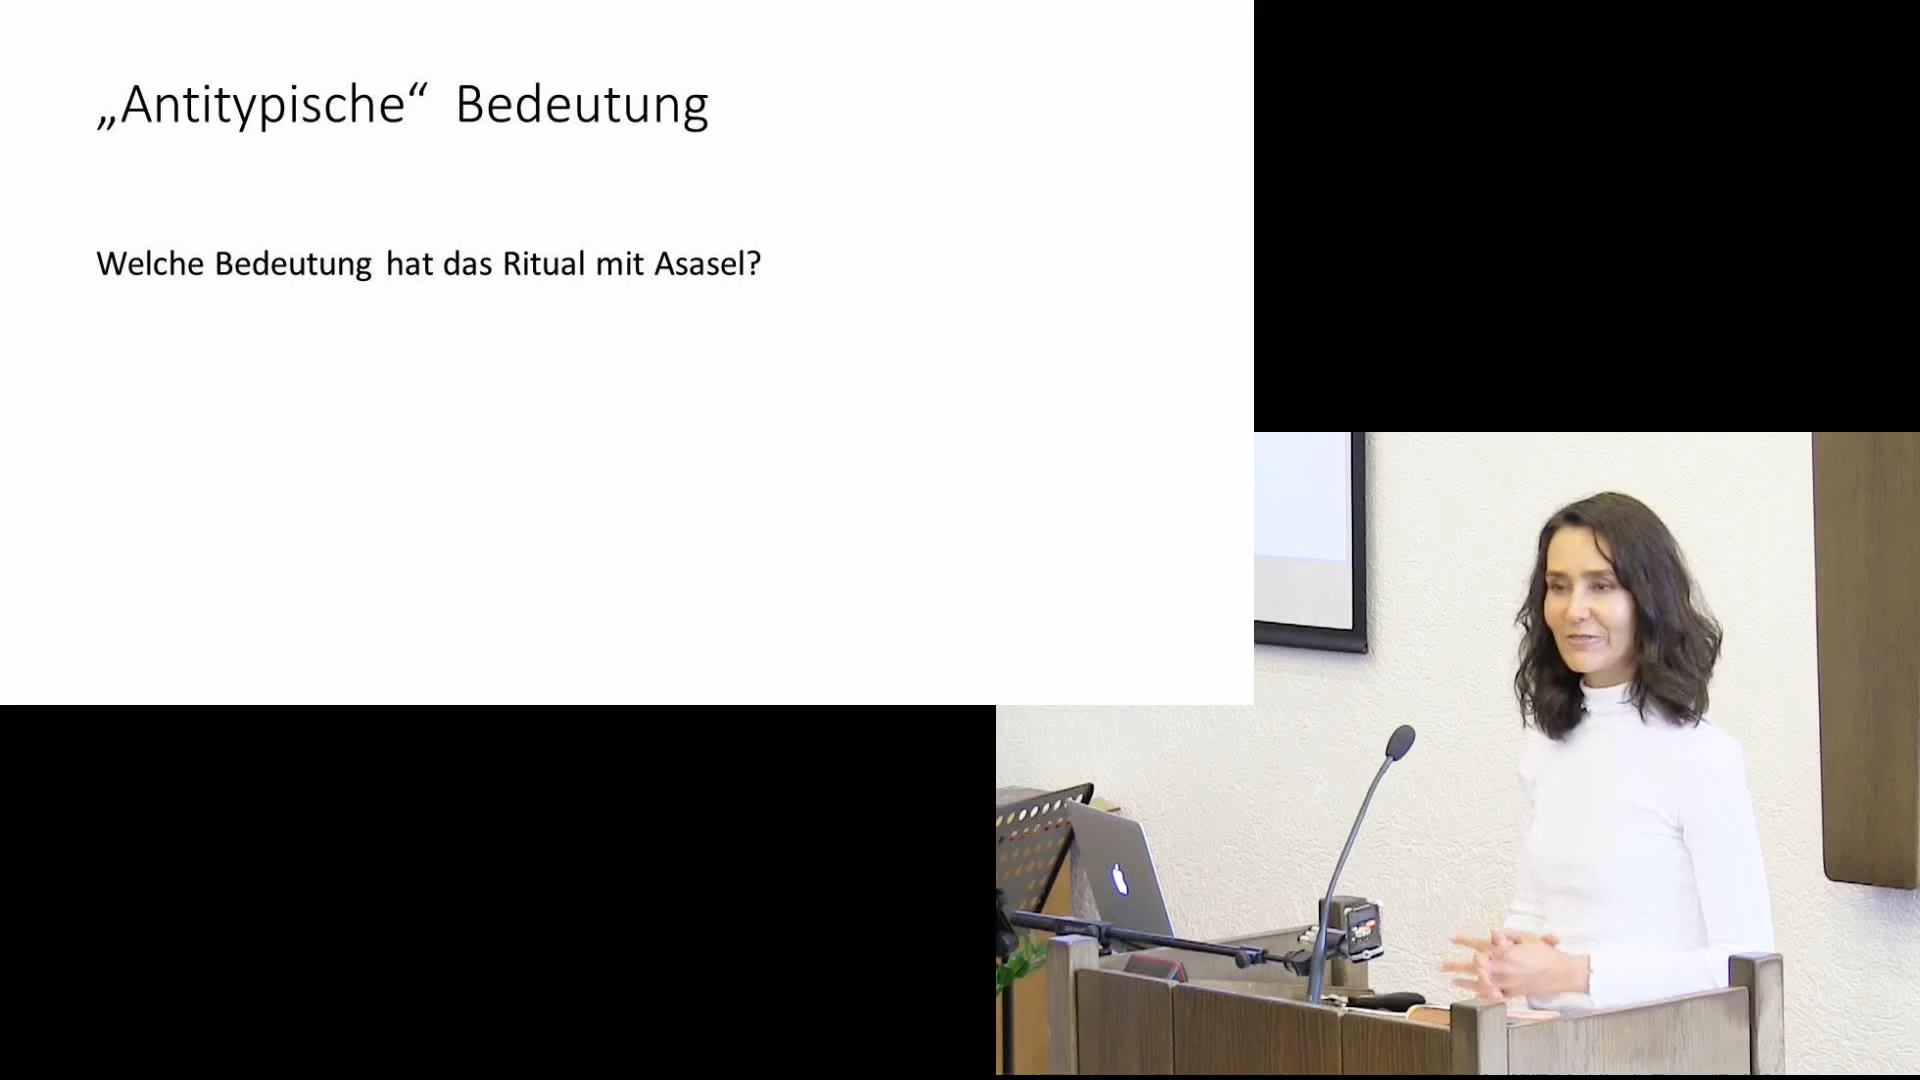 „Antitypische“ Bedeutung
Welche Bedeutung hat das Ritual mit Asasel?